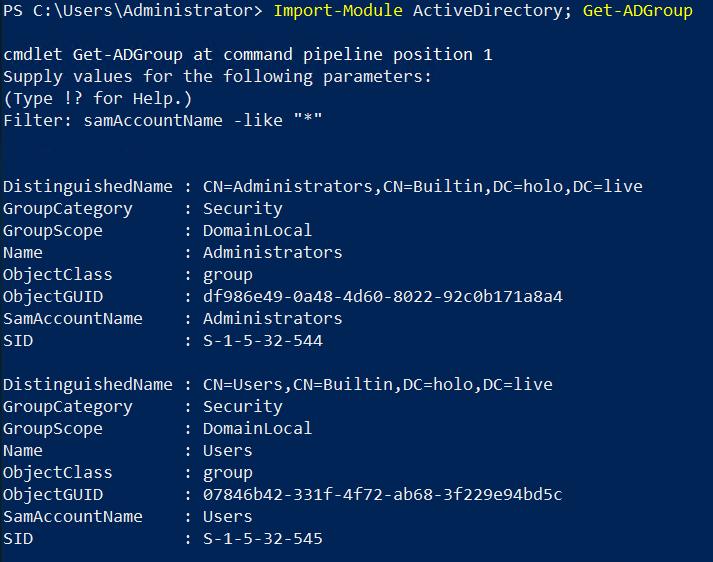 PS C:\Users\Administrator> Import-Module ActiveDirectory; Get-ADGroup
cmdlet Get-ADGroup at command pipeline position 1
Supply values for the following parameters:
(Type !? for Help.)
Filter: samAccountName -like "*"
DistinguishedName : CN=Administrators,CN=Builtin,DC=holo,DC=live
GroupCategory     : Security
GroupScope        : DomainLocal
Name              : Administrators
ObjectClass       : group
ObjectGUID        : df986e49-0a48-4d60-8022-92c0b171a8a4
SamAccountName    : Administrators
SID               : S-1-5-32-544
DistinguishedName : CN=Users,CN=Builtin,DC=holo,DC=live
GroupCategory     : Security
GroupScope        : DomainLocal
Name              : Users
ObjectClass       : group
ObjectGUID        : 07846b42-331f-4f72-ab68-3f229e94bd5c
SamAccountName    : Users
SID               : S-1-5-32-545